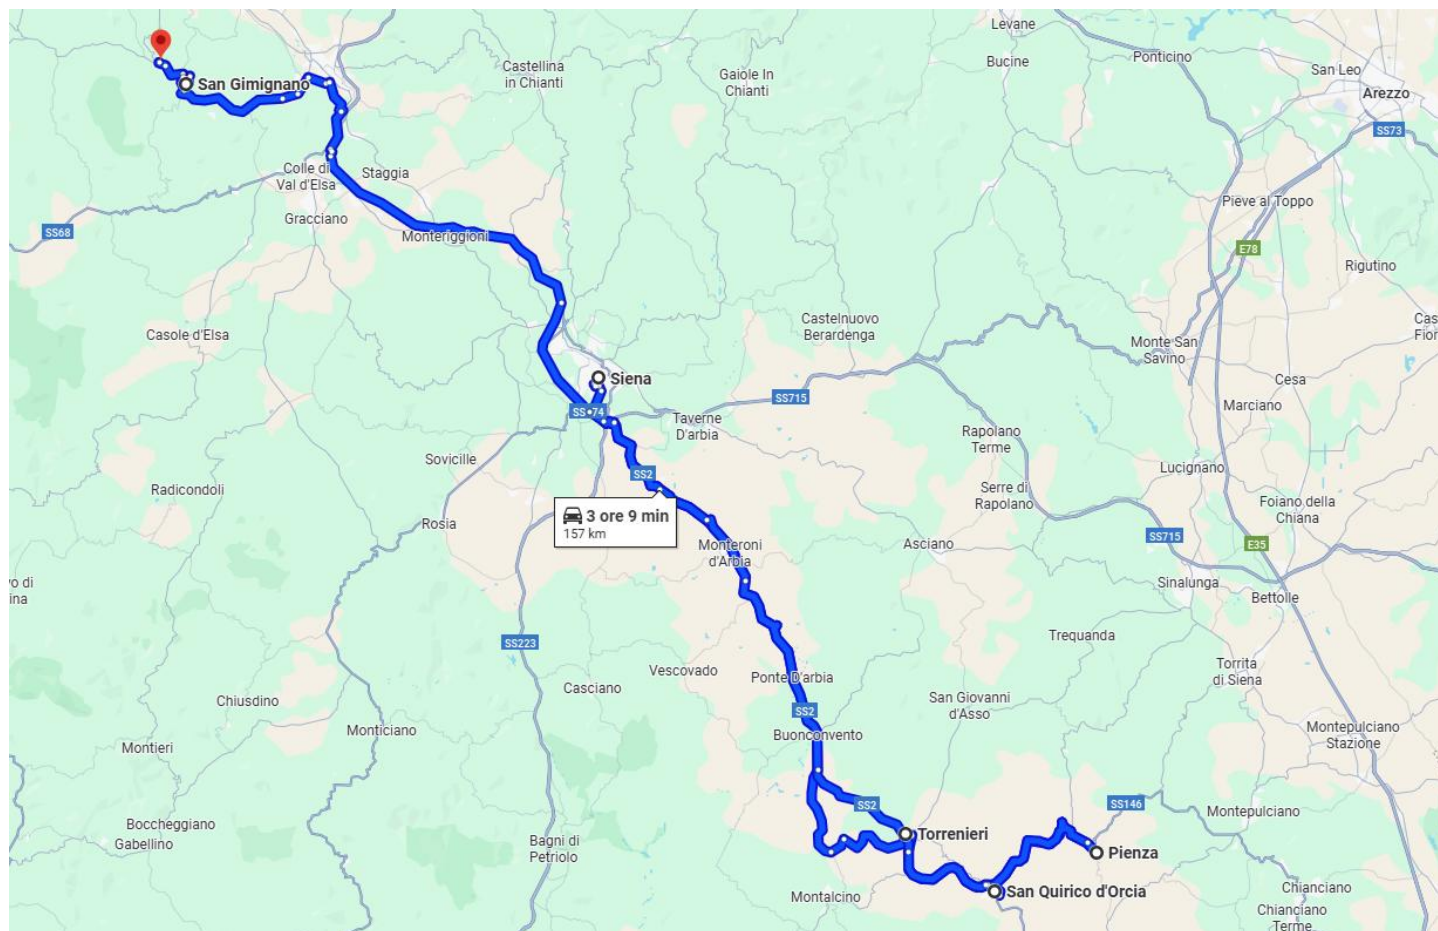 Levane
Bucine
Ponticino
San Leo
Arezzo
SS73
Castellina
in Chianti
Gaiole In
Chianti
San Gimignano
Colle di
Val d'Elsa
Staggia
Gracciano
SS68
Monteriggioni
Pieve al Toppo
E78
Rigutino
Casole d'Elsa
Castelnuovo
Berardenga
Monte San
Savino
Cas
Fior
Siena
Cesa
SS715
Marciano
Taverne
D'arbia
Rapolano
Terme
Sovicille
SS2
Lucignano
Radicondoli
Serre di
Rapolano
Foiano della
Chiana
Rosia
3 ore 9 min
157 km
SS715
E35
Monteroni
d'Arbia
Asciano
vo di
ina
Sinalunga
Bettolle
SS223
Trequanda
Vescovado
Ponte D'arbia
Torrita
di Siena
Casciano
Chiusdino
San Giovanni
d'Asso
SS2
Monticiano
Buonconvento
Montepulciano
Stazione
Montieri
SS2
SS146
Montepulciano
Boccheggiano
Gabellino
Bagni di
Petriolo
Torrenieri
Pienza
Montalcino
San Quirico d'Orcia
Chianciano
Chianciano
Terme